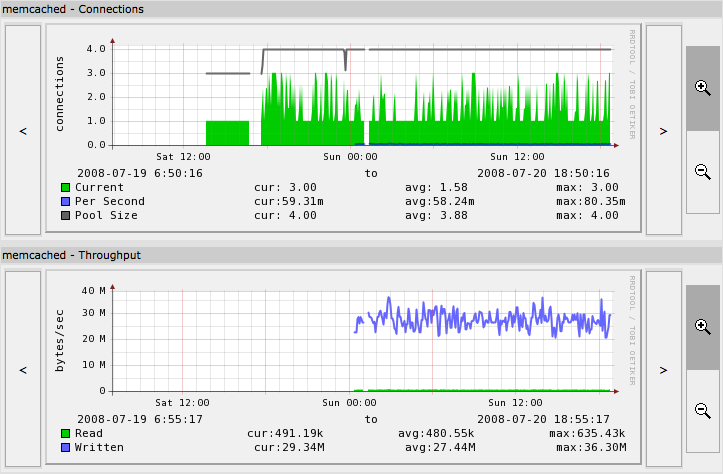 memcached - Connections
RRDTOOL / TOBI OETIKER
connections
4.0
3.0
2.0
1.0
0.0
<
>
Sat 12:00 Sun 00:00 Sun 12:00
2008-07-19 6:50:16 to 2008-07-20 18:50:16
Current cur: 3.00 avg: 1.58 max: 3.00
Per Second cur:59.31m avg:58.24m max:80.35m
Pool Size cur: 4.00 avg: 3.88 max: 4.00
memcached - Throughput
RRDTOOL / TOBI OETIKER
bytes/sec
40 M
30 M
20 M
10 M
0
<
>
Sat 12:00 Sun 00:00 Sun 12:00
2008-07-19 6:55:17 to 2008-07-20 18:55:17
Read cur:491.19k avg:480.55k max:635.43k
Written cur:29.34M avg:27.44M max:36.30M